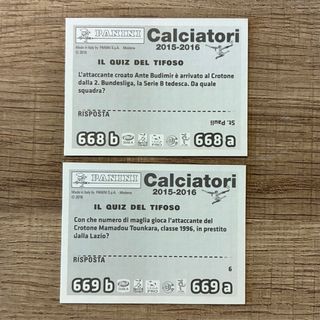 PANINI
Calciatori
2015-2016
Made in Italy by PANINI S.p.A. - Modena
© 2016
IL QUIZ DEL TIFOSO
L'attaccante croato Ante Budimir è arrivato al Crotone
dalla 2. Bundesliga, la Serie B tedesca. Da quale
squadra?
St. Pauli
RISPOSTA
668 b
668 a
PANINI
Calciatori
2015-2016
Made in Italy by PANINI S.p.A. - Modena
© 2016
IL QUIZ DEL TIFOSO
Con che numero di maglia gioca l'attaccante del
Crotone Mamadou Tounkara, classe 1996, in prestito
dalla Lazio?
6
RISPOSTA
669 b
669 a